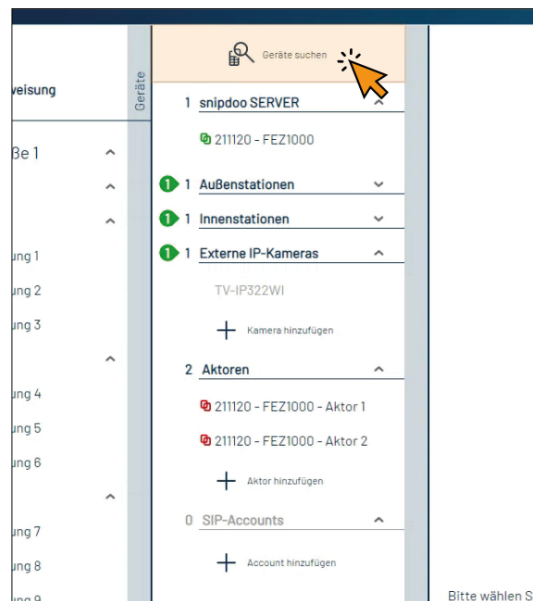 Geräte suchen
veisung
Geräte
1 snipdoo SERVER
211120 - FEZ1000
ße 1
1 1 Außenstationen
1 1 Innenstationen
1 1 Externe IP-Kameras
ung 1
TV-IP322WI
ung 2
Kamera hinzufügen
ung 3
2 Aktoren
211120 - FEZ1000 - Aktor 1
ung 4
211120 - FEZ1000 - Aktor 2
ung 5
ung 6
Aktor hinzufügen
0 SIP-Accounts
ung 7
Account hinzufügen
ung 8
ung 9
Bitte wählen S